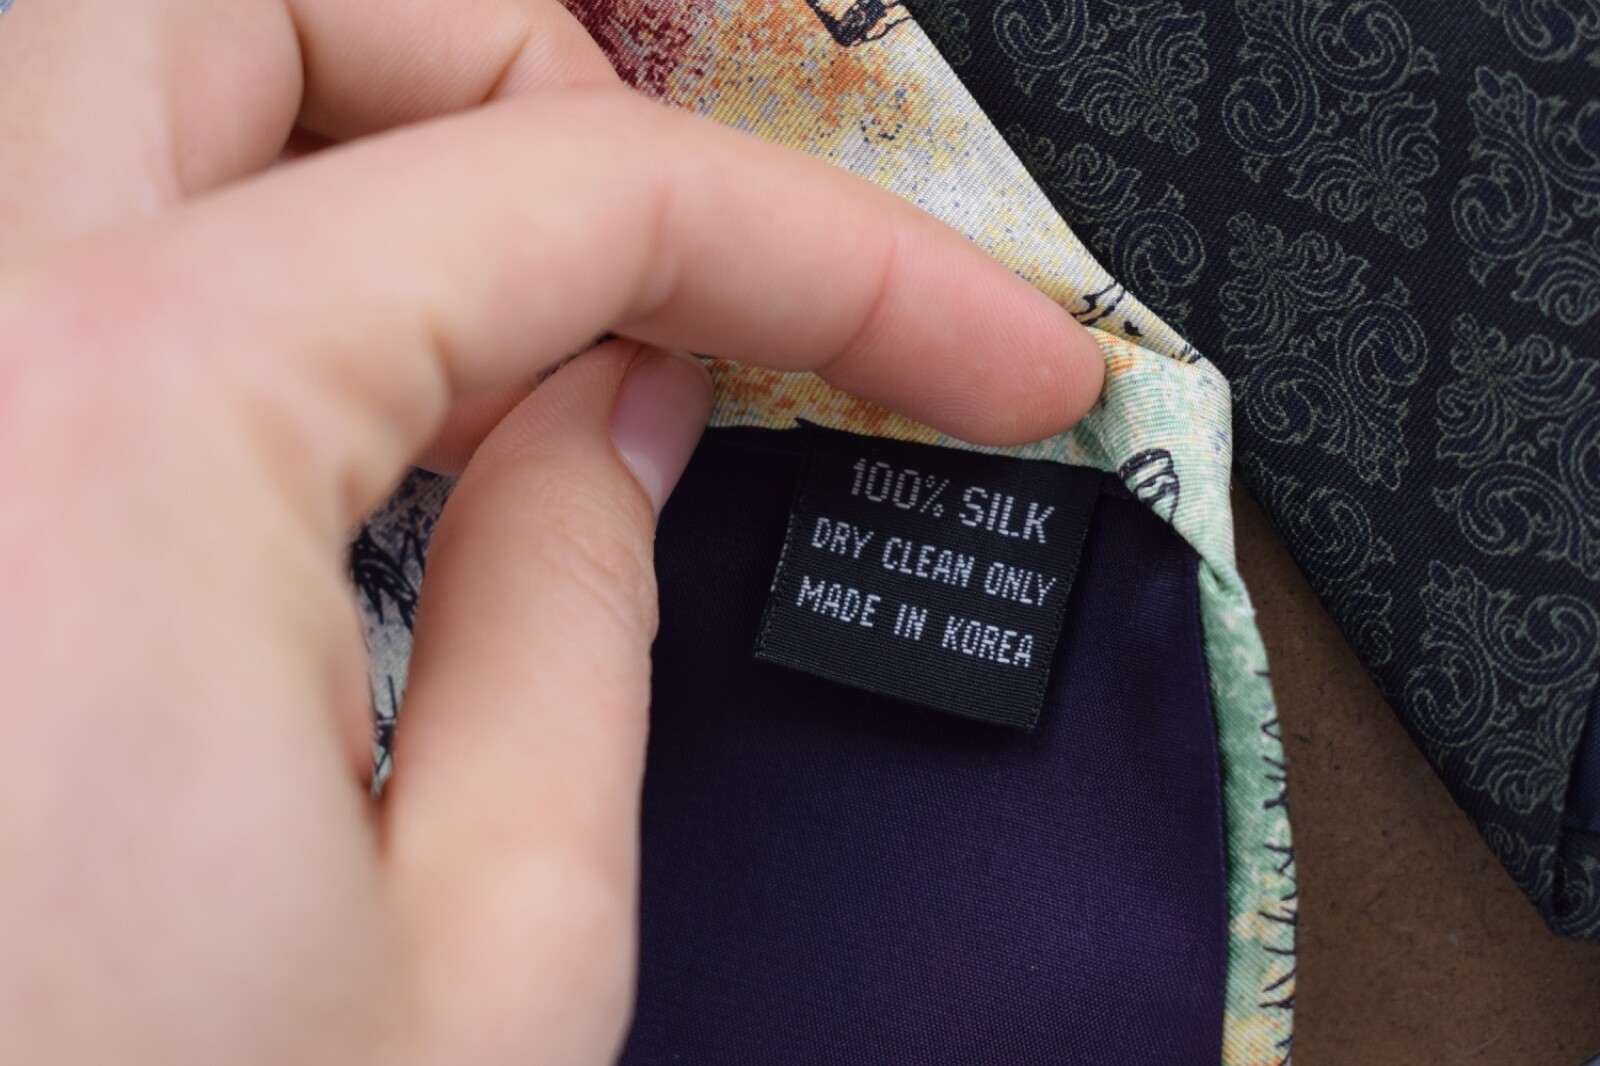 100% SILK
DRY CLEAN ONLY
MADE IN KOREA